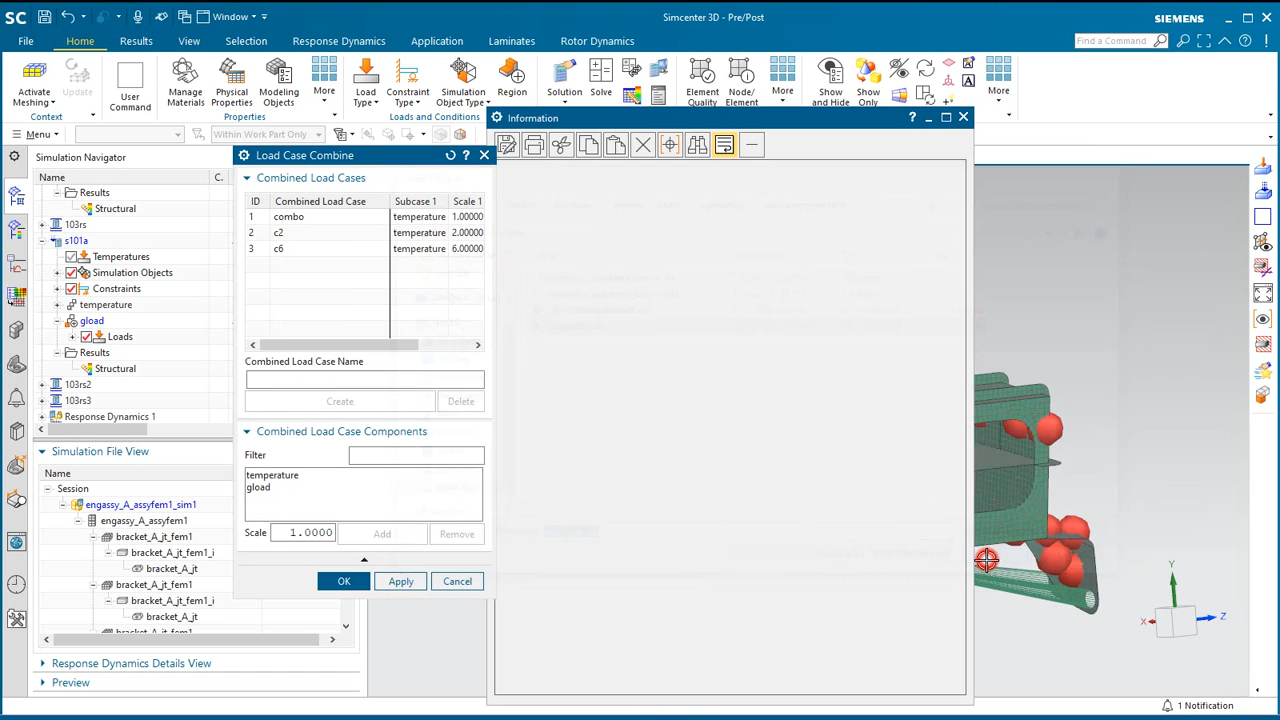 SC Window Simcenter 3D - Pre/Post SIEMENS
File Home Results View Selection Response Dynamics Application Laminates Rotor Dynamics Find a Command
Activate Meshing Update User Command Manage Materials Physical Properties Modeling Objects More Load Type Constraint Type Simulation Object Type Region Solution Solve Element Quality Node/Element More Show and Hide Show Only More
Context Properties Loads and Conditions
Menu Within Work Part Only
Information
Simulation Navigator
Name C.
Results
Structural
103rs
s101a
Temperatures
Simulation Objects
Constraints
temperature
gload
Loads
Results
Structural
103rs2
103rs3
Response Dynamics 1
Simulation File View
Name
Session
engassy_A_assyfem1_sim1
engassy_A_assyfem1
bracket_A_jt_fem1
bracket_A_jt_fem1_i
bracket_A_jt
bracket_A_jt_fem1
bracket_A_jt_fem1_i
bracket_A_jt
bracket_A_jt_fem1
Response Dynamics Details View
Preview
Load Case Combine
Combined Load Cases
ID Combined Load Case Subcase 1 Scale 1
1 combo temperature 1.00000
2 c2 temperature 2.00000
3 c6 temperature 6.00000
Combined Load Case Name
Create Delete
Combined Load Case Components
Filter
temperature
gload
Scale 1.0000 Add Remove
OK Apply Cancel
Y
X
Z
1 Notification